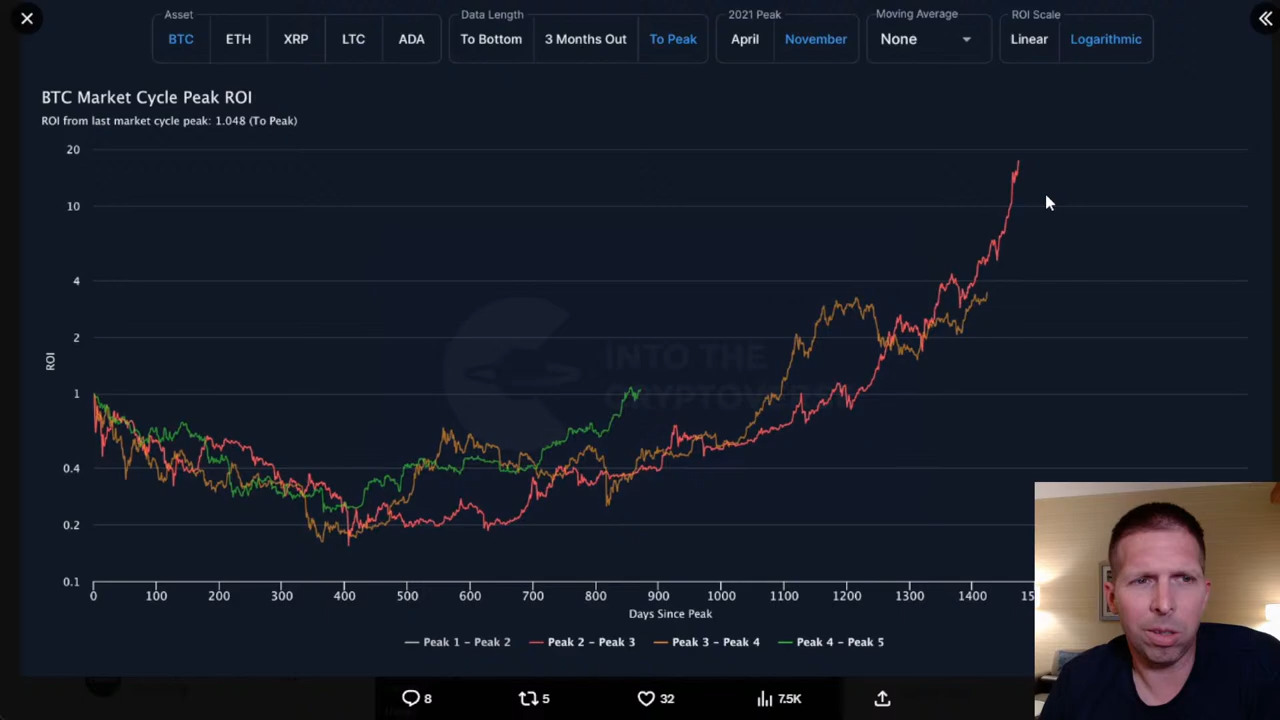 Asset
BTC ETH XRP LTC ADA
Data Length
To Bottom 3 Months Out To Peak
2021 Peak
April November
Moving Average
None
ROI Scale
Linear Logarithmic
BTC Market Cycle Peak ROI
ROI from last market cycle peak: 1.048 (To Peak)
20
10
4
2
1
0.4
0.2
0.1
ROI
INTO THE
CRYPTOVERSE
0 100 200 300 400 500 600 700 800 900 1000 1100 1200 1300 1400 15
Days Since Peak
Peak 1 – Peak 2 Peak 2 – Peak 3 Peak 3 – Peak 4 Peak 4 – Peak 5
8 5 32 7.5K